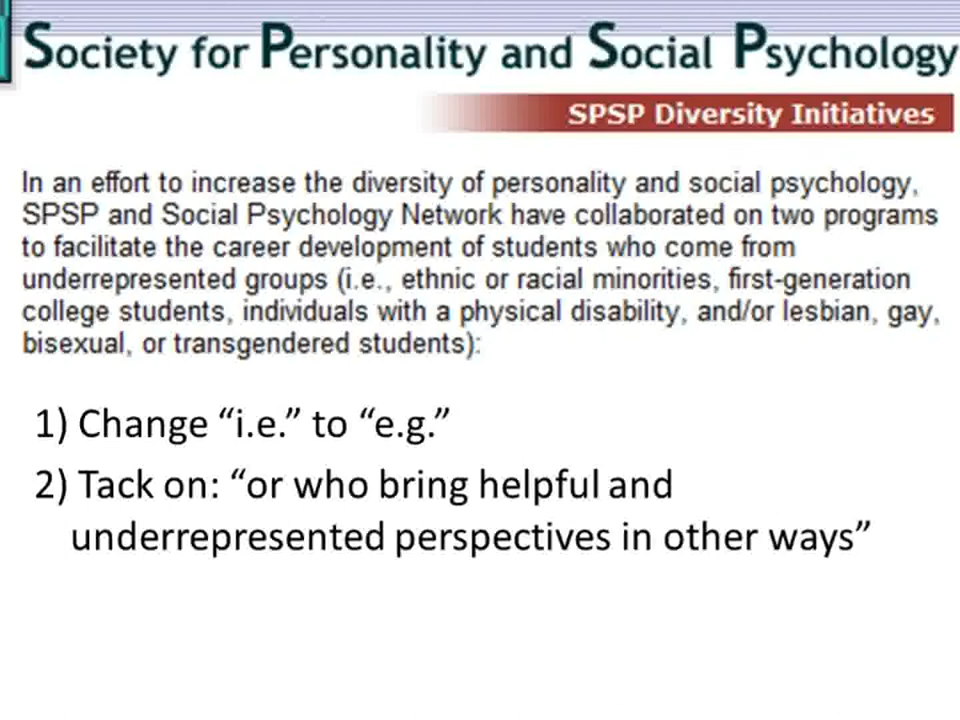 Society for Personality and Social Psychology
SPSP Diversity Initiatives
In an effort to increase the diversity of personality and social psychology,
SPSP and Social Psychology Network have collaborated on two programs
to facilitate the career development of students who come from
underrepresented groups (i.e., ethnic or racial minorities, first-generation
college students, individuals with a physical disability, and/or lesbian, gay,
bisexual, or transgendered students):
1) Change “i.e.” to “e.g.”
2) Tack on: “or who bring helpful and
underrepresented perspectives in other ways”